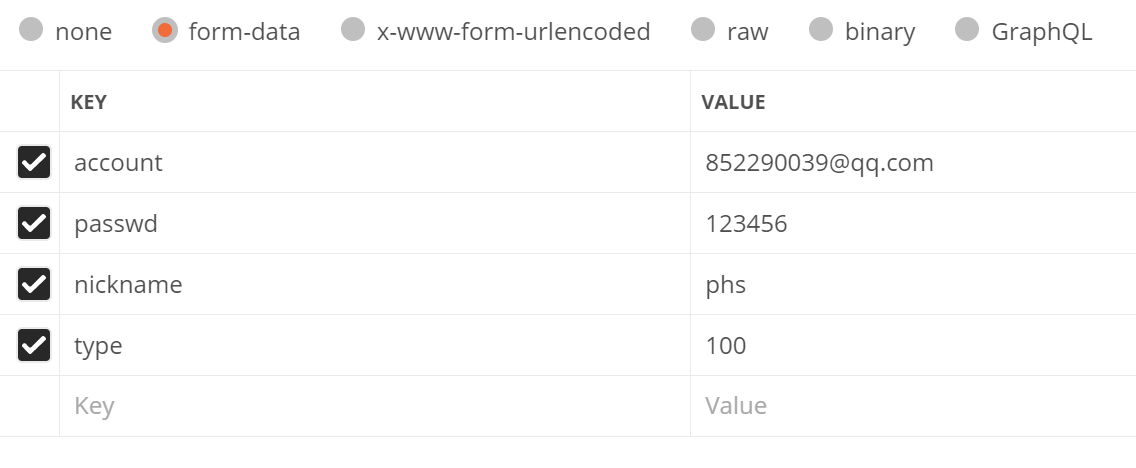 none form-data x-www-form-urlencoded raw binary GraphQL
KEY VALUE
account 852290039@qq.com
passwd 123456
nickname phs
type 100
Key Value